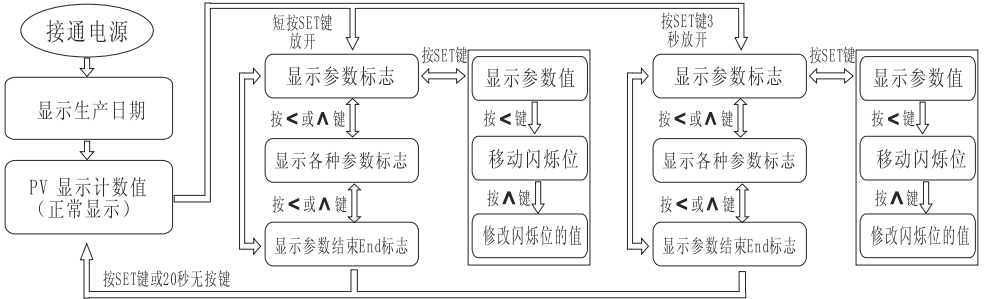 接通电源
显示生产日期
PV 显示计数值
(正常显示)
短按SET键
放开
显示参数标志
按<或∧键
显示各种参数标志
按<或∧键
显示参数结束End标志
按SET键
显示参数值
按<键
移动闪烁位
按∧键
修改闪烁位的值
按SET键3
秒放开
显示参数标志
按<或∧键
显示各种参数标志
按<或∧键
显示参数结束End标志
按SET键
显示参数值
按<键
移动闪烁位
按∧键
修改闪烁位的值
按SET键或20秒无按键